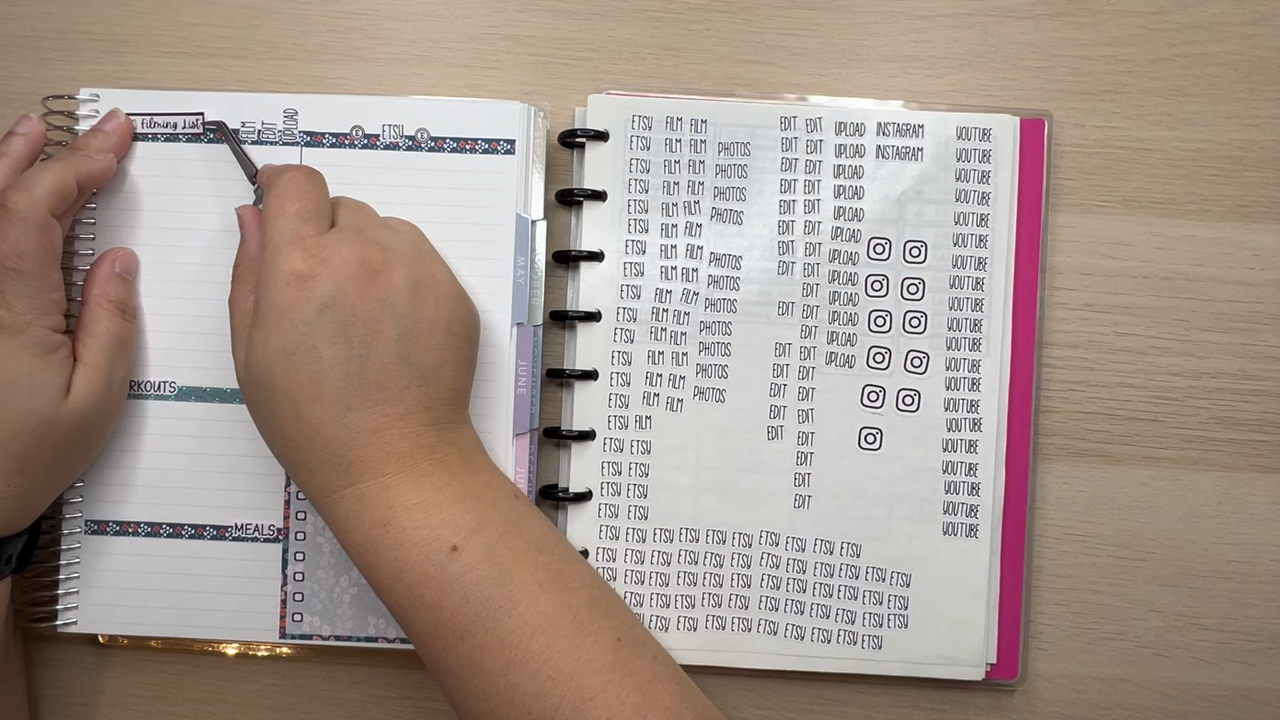 Filming List
FILM
EDIT
UPLOAD
E ETSY E
RKOUTS
MEALS
MAY
JUNE
ETSY FILM FILM EDIT EDIT UPLOAD INSTAGRAM YOUTUBE
ETSY FILM FILM PHOTOS EDIT EDIT UPLOAD INSTAGRAM YOUTUBE
ETSY FILM FILM PHOTOS EDIT EDIT UPLOAD YOUTUBE
ETSY FILM FILM PHOTOS EDIT EDIT UPLOAD YOUTUBE
ETSY FILM FILM PHOTOS EDIT EDIT UPLOAD YOUTUBE
ETSY FILM FILM EDIT EDIT UPLOAD YOUTUBE
ETSY FILM FILM PHOTOS EDIT EDIT UPLOAD YOUTUBE
ETSY FILM FILM PHOTOS EDIT EDIT UPLOAD YOUTUBE
ETSY FILM FILM PHOTOS EDIT UPLOAD YOUTUBE
ETSY FILM FILM PHOTOS EDIT EDIT UPLOAD YOUTUBE
ETSY FILM FILM PHOTOS EDIT UPLOAD YOUTUBE
ETSY FILM FILM PHOTOS EDIT EDIT UPLOAD YOUTUBE
ETSY FILM FILM PHOTOS EDIT EDIT YOUTUBE
ETSY FILM FILM EDIT EDIT YOUTUBE
ETSY FILM EDIT EDIT YOUTUBE
ETSY ETSY EDIT YOUTUBE
ETSY ETSY EDIT YOUTUBE
ETSY ETSY EDIT YOUTUBE
ETSY ETSY EDIT YOUTUBE
YOUTUBE
ETSY ETSY ETSY ETSY ETSY ETSY ETSY ETSY ETSY ETSY
ETSY ETSY ETSY ETSY ETSY ETSY ETSY ETSY ETSY ETSY ETSY ETSY
ETSY ETSY ETSY ETSY ETSY ETSY ETSY ETSY ETSY ETSY ETSY ETSY
ETSY ETSY ETSY ETSY ETSY ETSY ETSY ETSY ETSY ETSY ETSY
ETSY ETSY ETSY ETSY ETSY ETSY ETSY ETSY ETSY